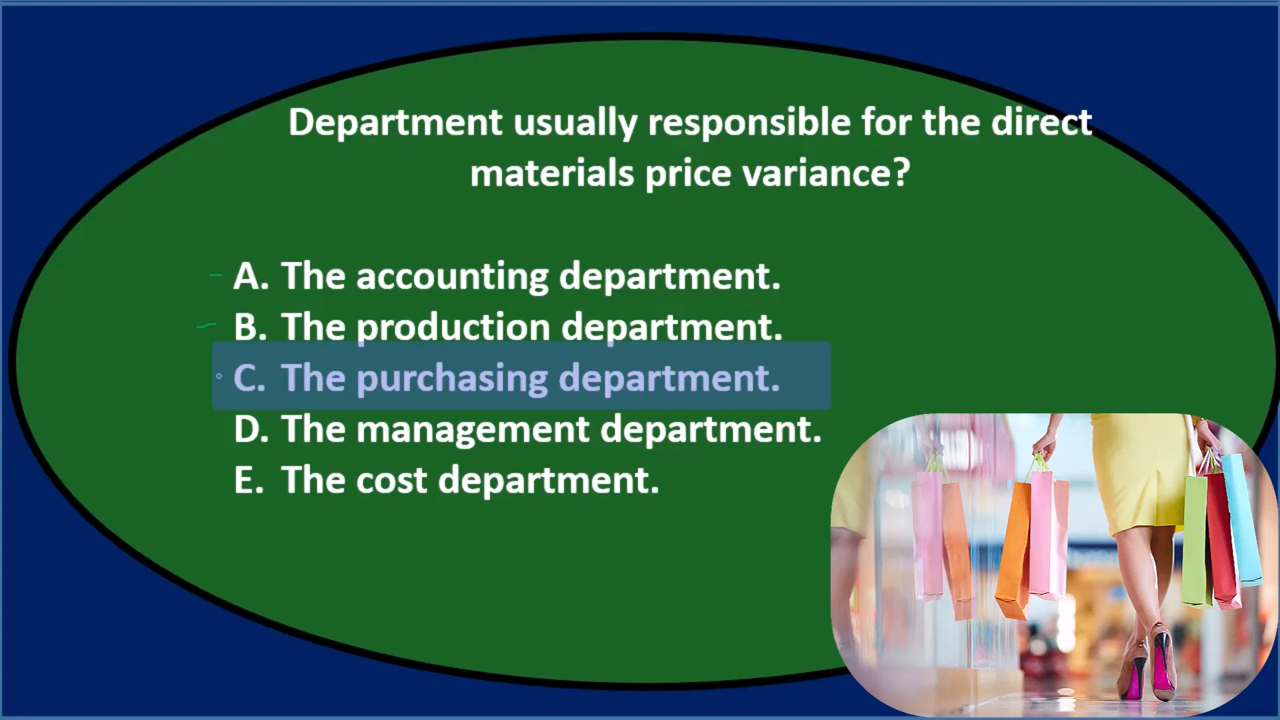 Department usually responsible for the direct
materials price variance?
A. The accounting department.
B. The production department.
C. The purchasing department.
D. The management department.
E. The cost department.